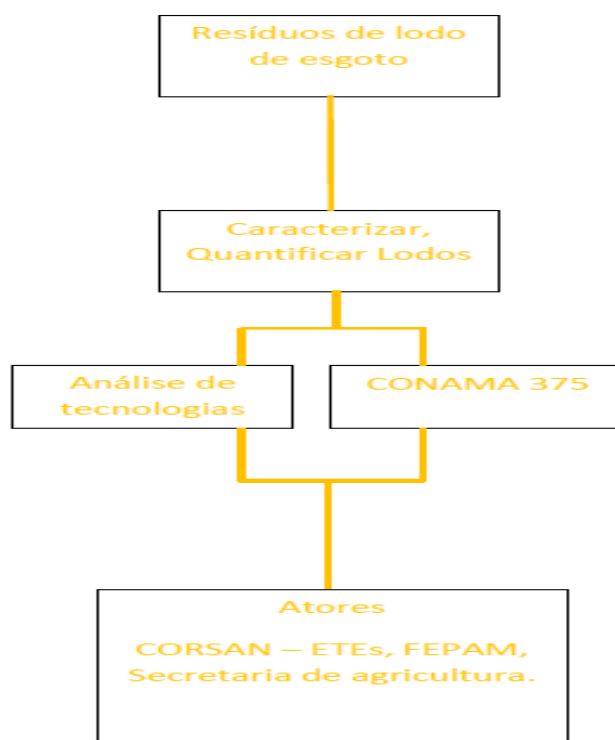 Resíduos de lodo
de esgoto
Caracterizar,
Quantificar Lodos
Análise de
tecnologias
CONAMA 375
Atores
CORSAN – ETEs, FEPAM,
Secretaria de agricultura.